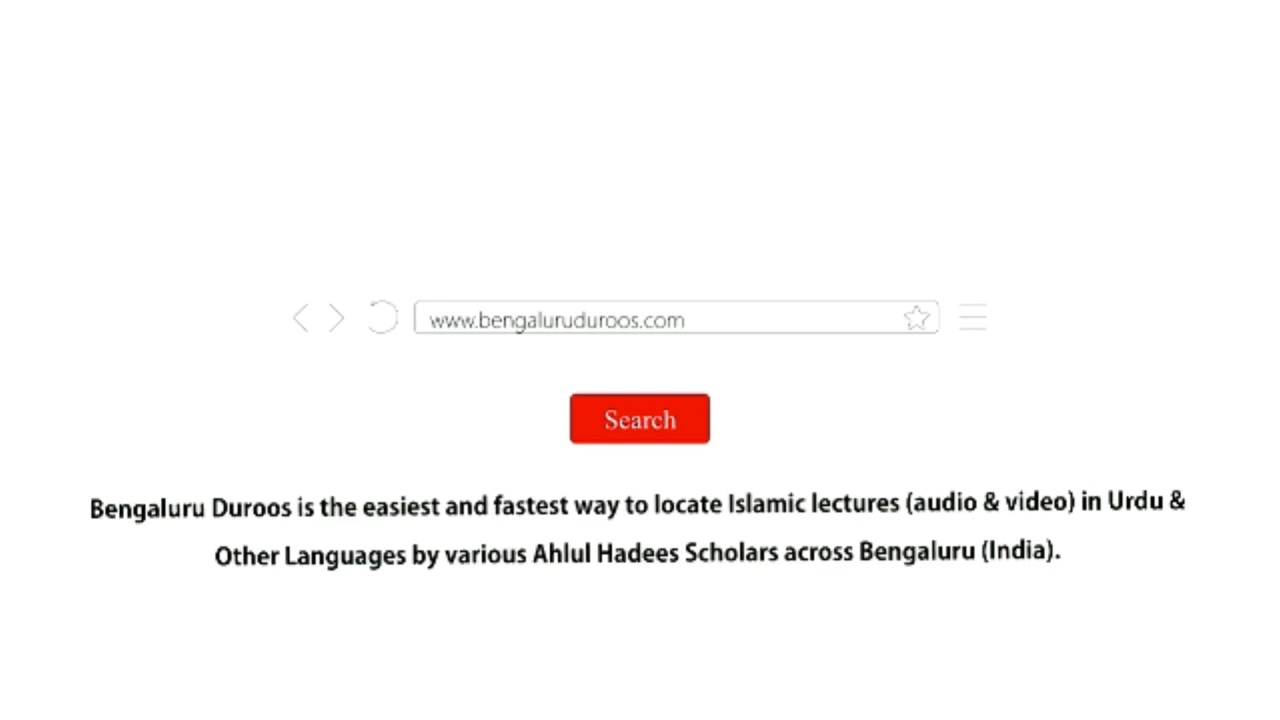 www.bengaluruduroos.com
Search
Bengaluru Duroos is the easiest and fastest way to locate Islamic lectures (audio & video) in Urdu &
Other Languages by various Ahlul Hadees Scholars across Bengaluru (India).